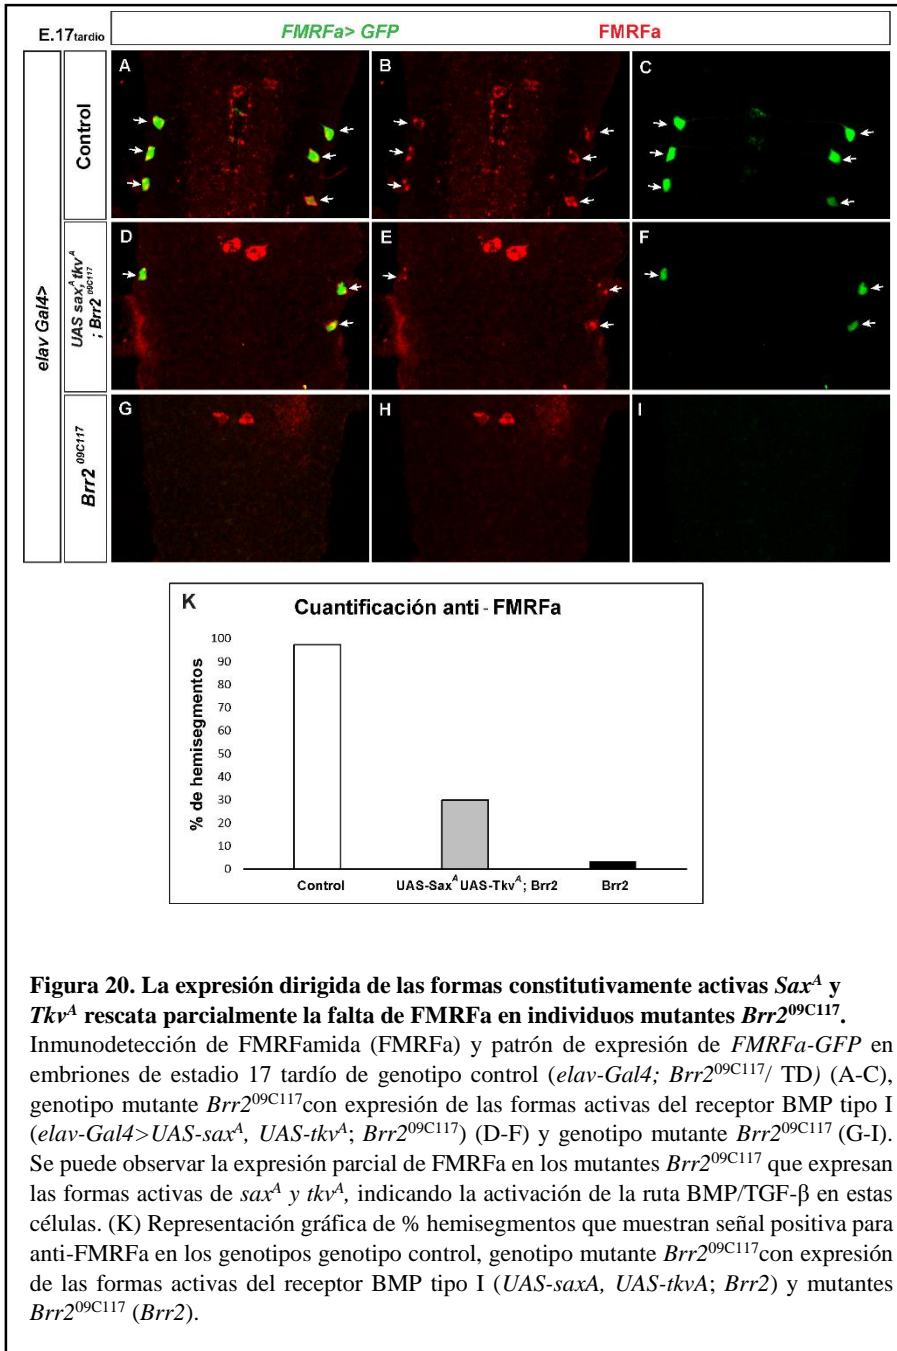 E.17tardio
FMRFa> GFP
FMRFa
elav Gal4>
Control
A
B
C
UAS sax^A, tkv^A
; Brr2^09C117
D
E
F
Brr2^09C117
G
H
I
K
Cuantificación anti - FMRFa
% de hemisegmentos
100
90
80
70
60
50
40
30
20
10
0
Control
UAS-Sax^A UAS-Tkv^A; Brr2
Brr2
Figura 20. La expresión dirigida de las formas constitutivamente activas Sax^A y
Tkv^A rescata parcialmente la falta de FMRFa en individuos mutantes Brr2^09C117.
Inmunodetección de FMRFamida (FMRFa) y patrón de expresión de FMRFa-GFP en
embriones de estadio 17 tardío de genotipo control (elav-Gal4; Brr2^09C117/ TD) (A-C),
genotipo mutante Brr2^09C117con expresión de las formas activas del receptor BMP tipo I
(elav-Gal4>UAS-sax^A, UAS-tkv^A; Brr2^09C117) (D-F) y genotipo mutante Brr2^09C117 (G-I).
Se puede observar la expresión parcial de FMRFa en los mutantes Brr2^09C117 que expresan
las formas activas de sax^A y tkv^A, indicando la activación de la ruta BMP/TGF-β en estas
células. (K) Representación gráfica de % hemisegmentos que muestran señal positiva para
anti-FMRFa en los genotipos genotipo control, genotipo mutante Brr2^09C117con expresión
de las formas activas del receptor BMP tipo I (UAS-saxA, UAS-tkvA; Brr2) y mutantes
Brr2^09C117 (Brr2).